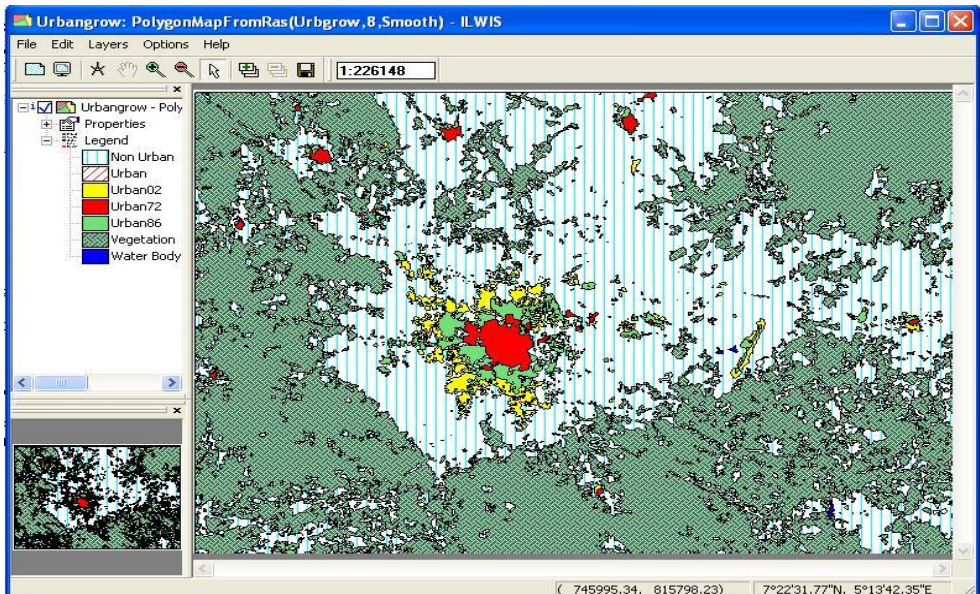 Urbangrow: PolygonMapFromRas(Urbgrow,8,Smooth) - ILWIS
File Edit Layers Options Help
1:226148
Urbangrow - Poly
Properties
Legend
Non Urban
Urban
Urban02
Urban72
Urban86
Vegetation
Water Body
( 745995.34, 815798.23) 7°22'31.77"N, 5°13'42.35"E